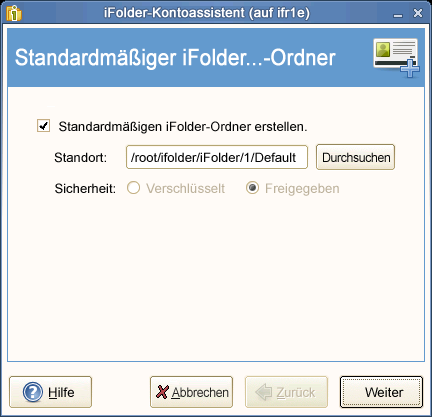 iFolder-Kontoassistent (auf ifr1e)
Standardmäßiger iFolder...-Ordner
Standardmäßigen iFolder-Ordner erstellen.
Standort: /root/ifolder/iFolder/1/Default Durchsuchen
Sicherheit: Verschlüsselt Freigegeben
Hilfe Abbrechen Zurück Weiter